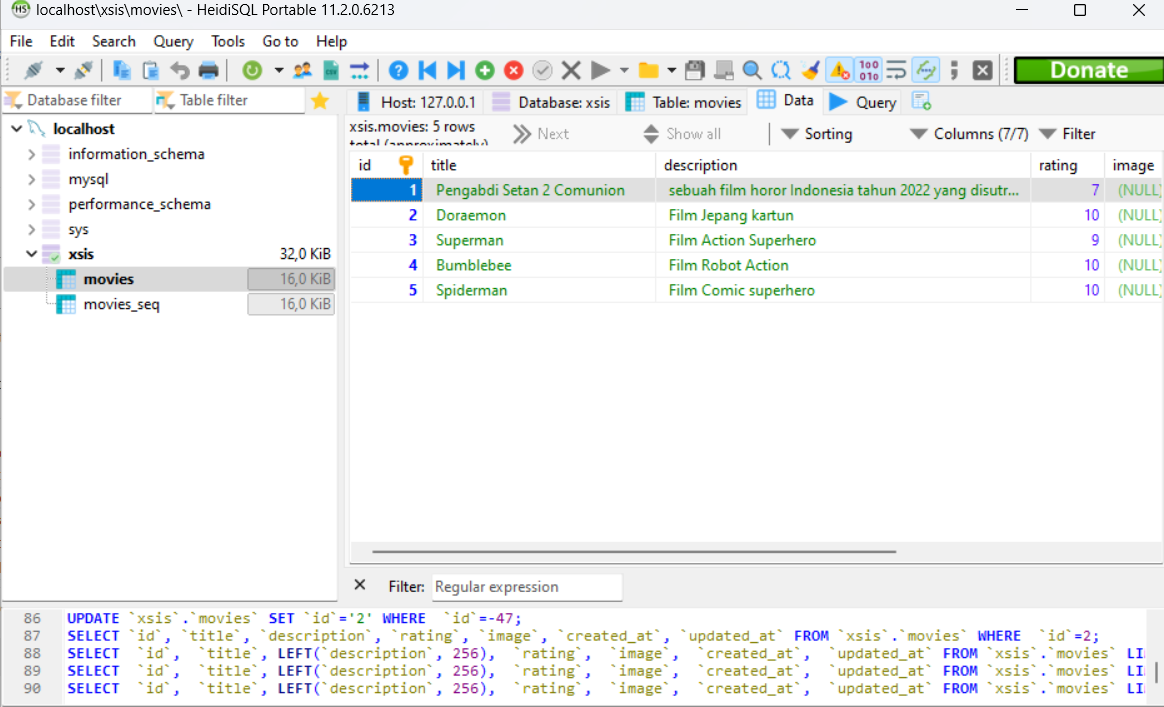 HS localhost\xsis\movies\ - HeidiSQL Portable 11.2.0.6213
File Edit Search Query Tools Go to Help
Donate
Database filter Table filter Host: 127.0.0.1 Database: xsis Table: movies Data Query
localhost
information_schema
mysql
performance_schema
sys
xsis 32,0 KiB
movies 16,0 KiB
movies_seq 16,0 KiB
xsis.movies: 5 rows total (approximately) Next Show all Sorting Columns (7/7) Filter
id title description rating image
1 Pengabdi Setan 2 Comunion sebuah film horor Indonesia tahun 2022 yang disutr... 7 (NULL)
2 Doraemon Film Jepang kartun 10 (NULL)
3 Superman Film Action Superhero 9 (NULL)
4 Bumblebee Film Robot Action 10 (NULL)
5 Spiderman Film Comic superhero 10 (NULL)
Filter: Regular expression
86 UPDATE `xsis`.`movies` SET `id`='2' WHERE `id`=-47;
87 SELECT `id`, `title`, `description`, `rating`, `image`, `created_at`, `updated_at` FROM `xsis`.`movies` WHERE `id`=2;
88 SELECT `id`, `title`, LEFT(`description`, 256), `rating`, `image`, `created_at`, `updated_at` FROM `xsis`.`movies` LI
89 SELECT `id`, `title`, LEFT(`description`, 256), `rating`, `image`, `created_at`, `updated_at` FROM `xsis`.`movies` LI
90 SELECT `id`, `title`, LEFT(`description`, 256), `rating`, `image`, `created_at`, `updated_at` FROM `xsis`.`movies` LI